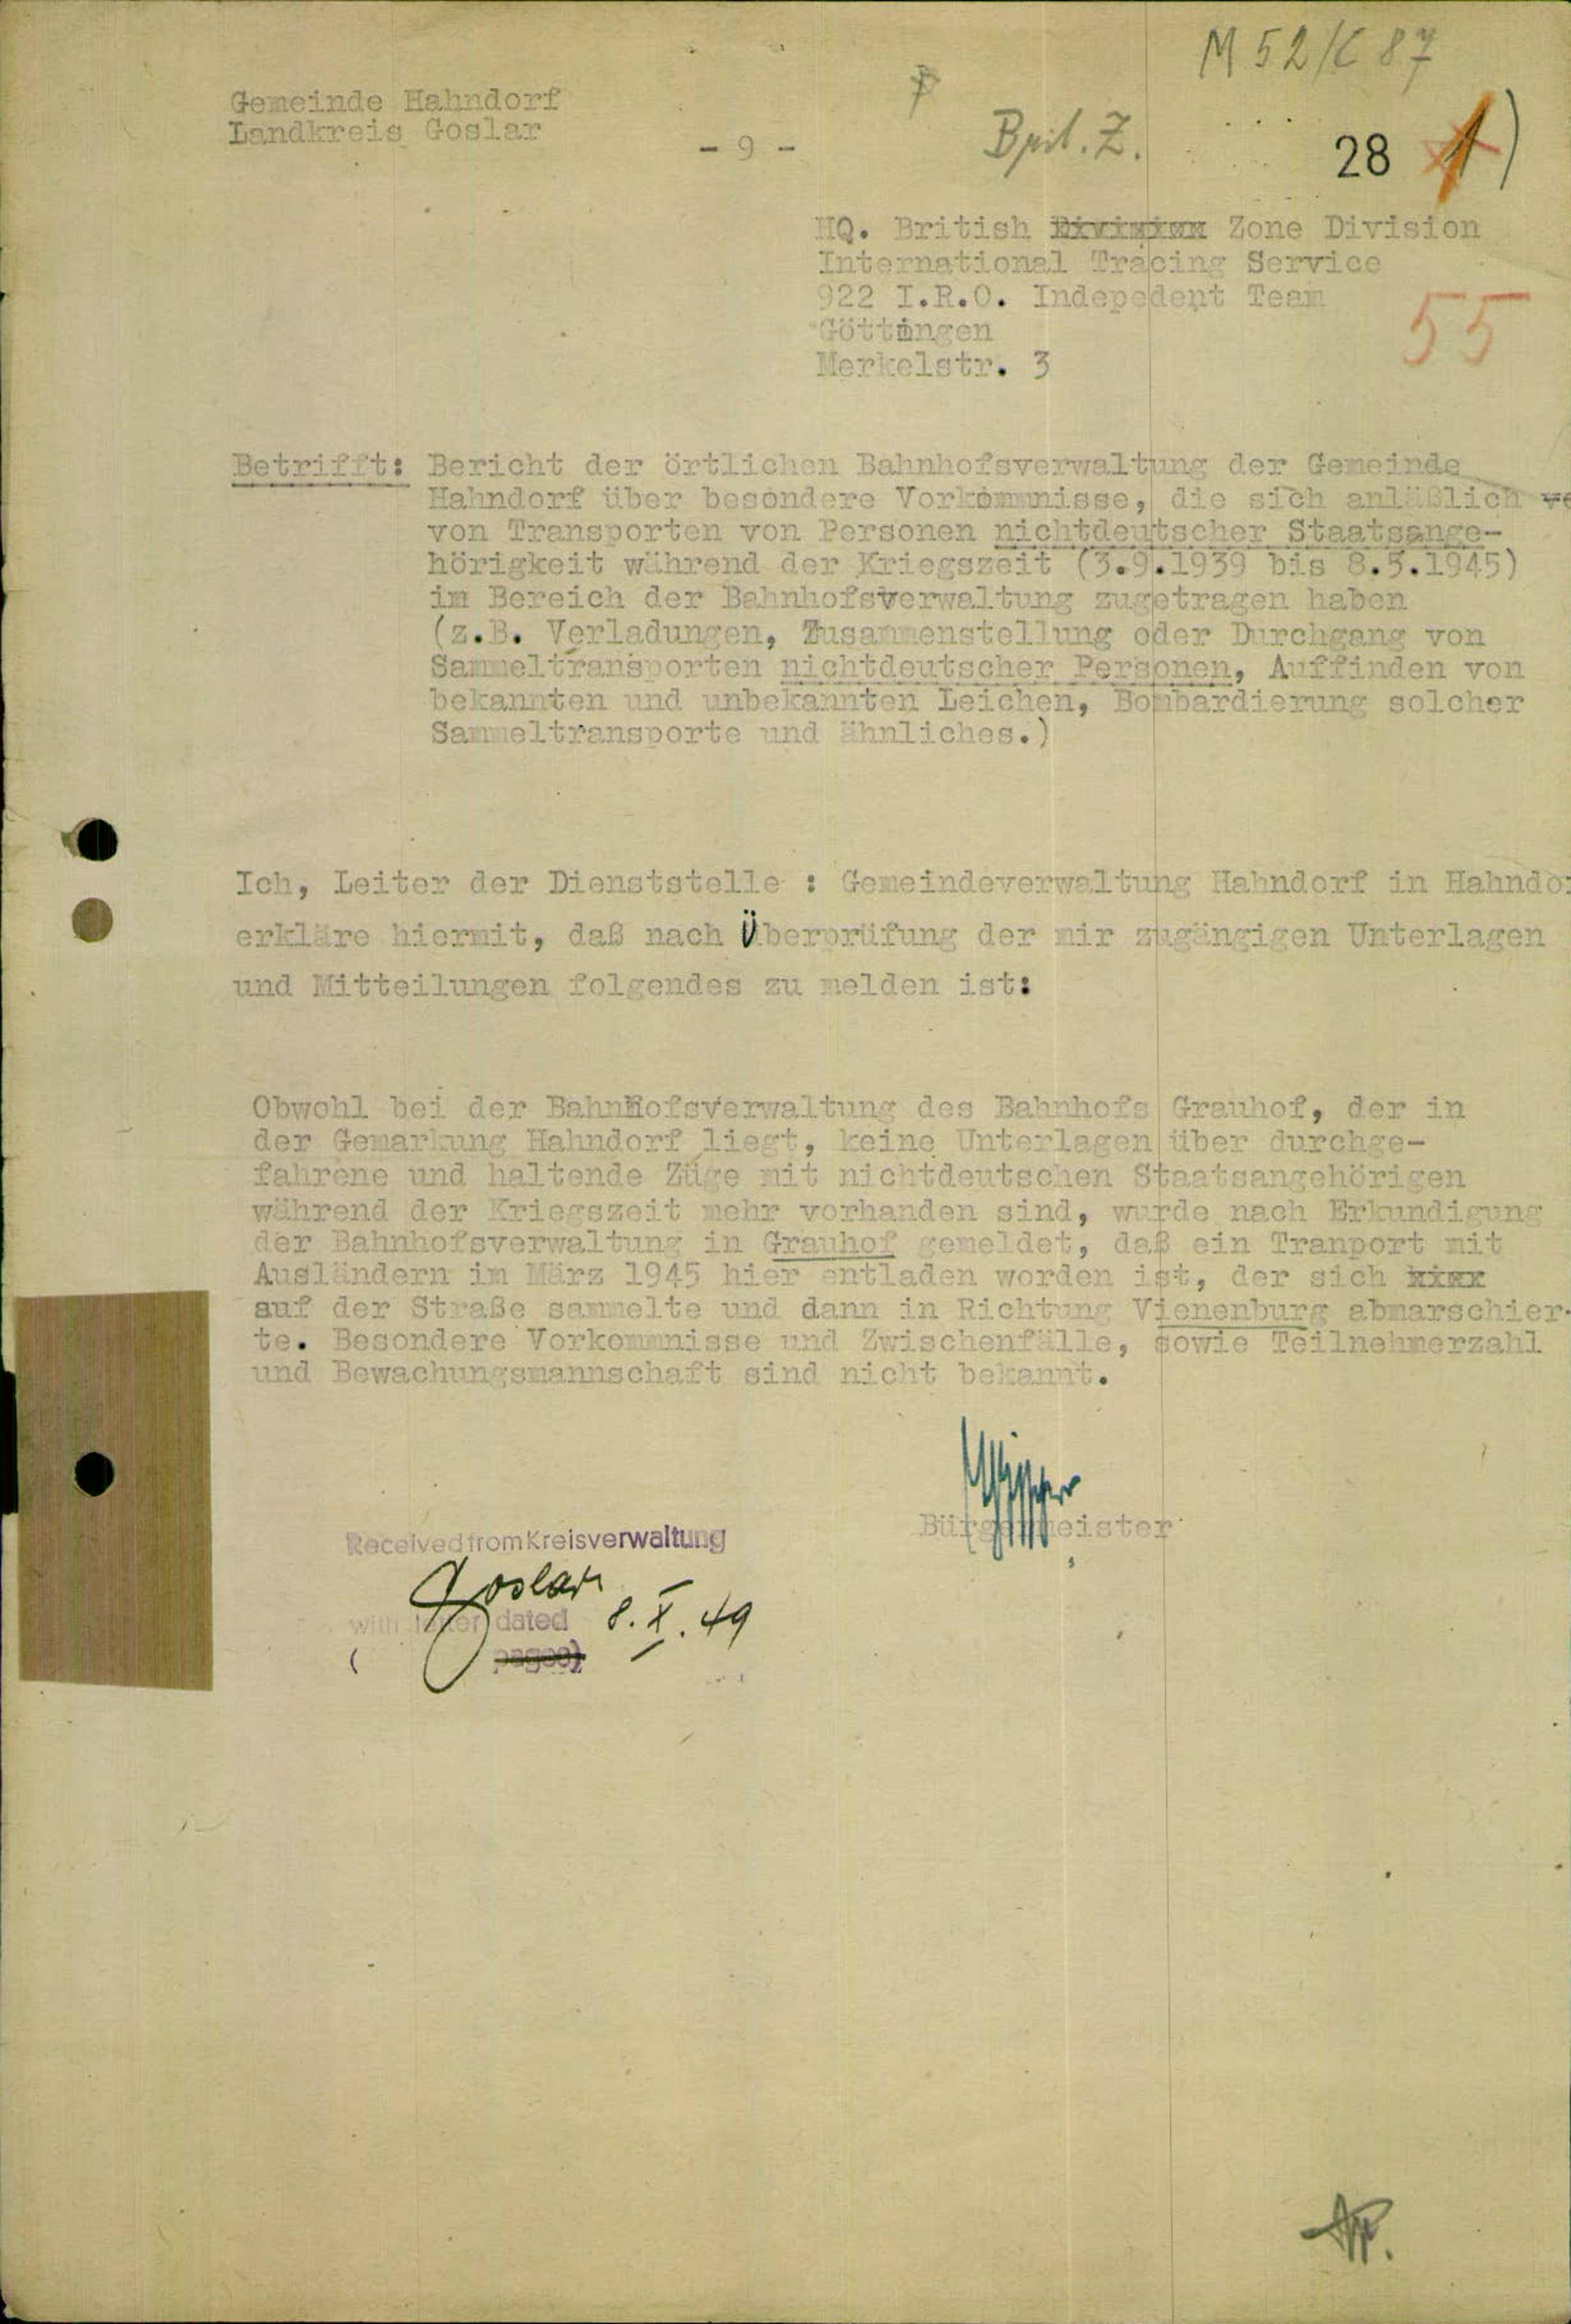 M 52/C 87
Gemeinde Hahndorf
Landkreis Goslar
- 9 -
Z.
28 1)
HQ. British Division Zone Division
International Tracing Service
922 I.R.O. Indepedent Team
Göttingen
Merkelstr. 3
55
Betrifft: Bericht der örtlichen Bahnhofsverwaltung der Gemeinde
Hahndorf über besondere Vorkommnisse, die sich anläßlich ve
von Transporten von Personen nichtdeutscher Staatsange-
hörigkeit während der Kriegszeit (3.9.1939 bis 8.5.1945)
im Bereich der Bahnhofsverwaltung zugetragen haben
(z.B. Verladungen, Zusammenstellung oder Durchgang von
Sammeltransporten nichtdeutscher Personen, Auffinden von
bekannten und unbekannten Leichen, Bombardierung solcher
Sammeltransporte und ähnliches.)
Ich, Leiter der Dienststelle : Gemeindeverwaltung Hahndorf in Hahndor
erkläre hiermit, daß nach Überprüfung der mir zugängigen Unterlagen
und Mitteilungen folgendes zu melden ist:
Obwohl bei der Bahnhofsverwaltung des Bahnhofs Grauhof, der in
der Gemarkung Hahndorf liegt, keine Unterlagen über durchge-
fahrene und haltende Züge mit nichtdeutschen Staatsangehörigen
während der Kriegszeit mehr vorhanden sind, wurde nach Erkundigung
der Bahnhofsverwaltung in Grauhof gemeldet, daß ein Tranport mit
Ausländern im März 1945 hier entladen worden ist, der sich xxxx
auf der Straße sammelte und dann in Richtung Vienenburg abmarschier-
te. Besondere Vorkommnisse und Zwischenfälle, sowie Teilnehmerzahl
und Bewachungsmannschaft sind nicht bekannt.
Bürgermeister
Received from Kreisverwaltung
Goslar
with letter dated 8.X.49
( pages)